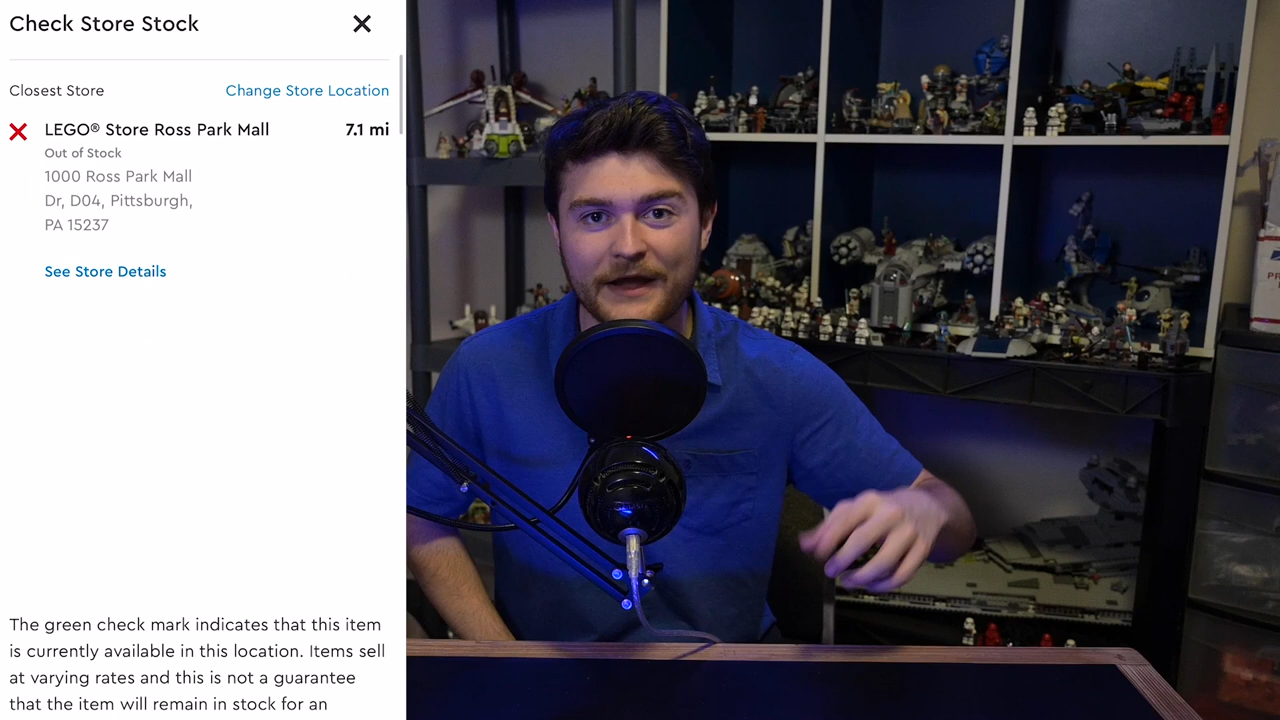 Check Store Stock
Closest Store
Change Store Location
LEGO® Store Ross Park Mall
7.1 mi
Out of Stock
1000 Ross Park Mall
Dr, D04, Pittsburgh,
PA 15237
See Store Details
The green check mark indicates that this item
is currently available in this location. Items sell
at varying rates and this is not a guarantee
that the item will remain in stock for an
PR